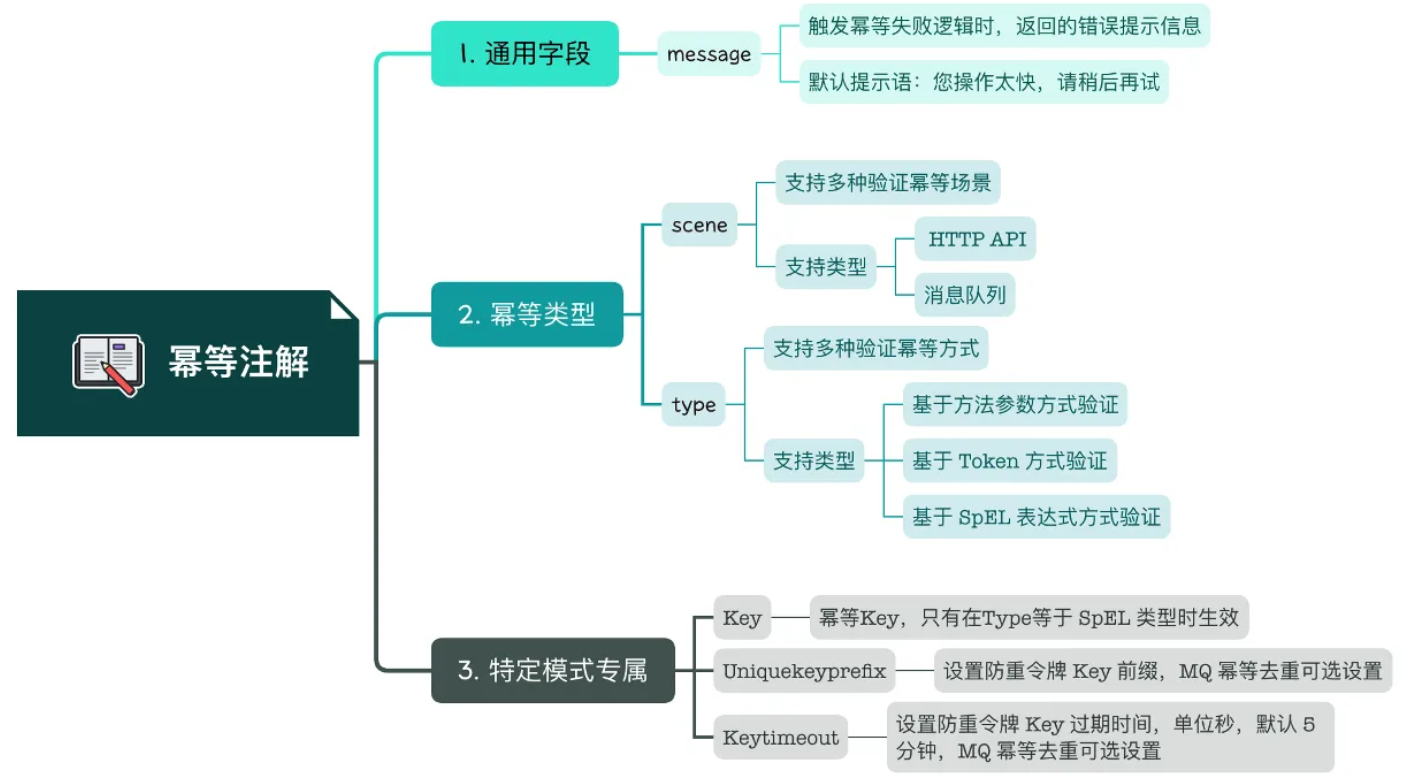 幂等注解
1. 通用字段
message
触发幂等失败逻辑时，返回的错误提示信息
默认提示语：您操作太快，请稍后再试
2. 幂等类型
scene
支持多种验证幂等场景
支持类型
HTTP API
消息队列
type
支持多种验证幂等方式
支持类型
基于方法参数方式验证
基于 Token 方式验证
基于 SpEL 表达式方式验证
3. 特定模式专属
Key
幂等Key，只有在Type等于 SpEL 类型时生效
Uniquekeyprefix
设置防重令牌 Key 前缀，MQ 幂等去重可选设置
Keytimeout
设置防重令牌 Key 过期时间，单位秒，默认 5
分钟，MQ 幂等去重可选设置